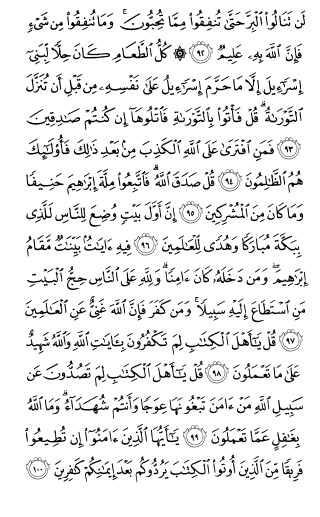 لَن تَنَالُوا۟ ٱلْبِرَّ حَتَّىٰ تُنفِقُوا۟ مِمَّا تُحِبُّونَ ۚ وَمَا تُنفِقُوا۟ مِن شَىْءٍ
فَإِنَّ ٱللَّهَ بِهِۦ عَلِيمٌ ﴿٩٢﴾ ۞ كُلُّ ٱلطَّعَامِ كَانَ حِلًّا لِّبَنِىٓ
إِسْرَٰٓءِيلَ إِلَّا مَا حَرَّمَ إِسْرَٰٓءِيلُ عَلَىٰ نَفْسِهِۦ مِن قَبْلِ أَن تُنَزَّلَ
ٱلتَّوْرَىٰةُ ۗ قُلْ فَأْتُوا۟ بِٱلتَّوْرَىٰةِ فَٱتْلُوهَآ إِن كُنتُمْ صَٰدِقِينَ
﴿٩٣﴾ فَمَنِ ٱفْتَرَىٰ عَلَى ٱللَّهِ ٱلْكَذِبَ مِنۢ بَعْدِ ذَٰلِكَ فَأُو۟لَٰٓئِكَ
هُمُ ٱلظَّٰلِمُونَ ﴿٩٤﴾ قُلْ صَدَقَ ٱللَّهُ ۗ فَٱتَّبِعُوا۟ مِلَّةَ إِبْرَٰهِيمَ حَنِيفًا
وَمَا كَانَ مِنَ ٱلْمُشْرِكِينَ ﴿٩٥﴾ إِنَّ أَوَّلَ بَيْتٍ وُضِعَ لِلنَّاسِ لَلَّذِى
بِبَكَّةَ مُبَارَكًا وَهُدًى لِّلْعَٰلَمِينَ ﴿٩٦﴾ فِيهِ ءَايَٰتٌۢ بَيِّنَٰتٌ مَّقَامُ
إِبْرَٰهِيمَ ۖ وَمَن دَخَلَهُۥ كَانَ ءَامِنًا ۗ وَلِلَّهِ عَلَى ٱلنَّاسِ حِجُّ ٱلْبَيْتِ
مَنِ ٱسْتَطَاعَ إِلَيْهِ سَبِيلًا ۚ وَمَن كَفَرَ فَإِنَّ ٱللَّهَ غَنِىٌّ عَنِ ٱلْعَٰلَمِينَ
﴿٩٧﴾ قُلْ يَٰٓأَهْلَ ٱلْكِتَٰبِ لِمَ تَكْفُرُونَ بِـَٔايَٰتِ ٱللَّهِ وَٱللَّهُ شَهِيدٌ
عَلَىٰ مَا تَعْمَلُونَ ﴿٩٨﴾ قُلْ يَٰٓأَهْلَ ٱلْكِتَٰبِ لِمَ تَصُدُّونَ عَن
سَبِيلِ ٱللَّهِ مَنْ ءَامَنَ تَبْغُونَهَا عِوَجًا وَأَنتُمْ شُهَدَآءُ ۗ وَمَا ٱللَّهُ
بِغَٰفِلٍ عَمَّا تَعْمَلُونَ ﴿٩٩﴾ يَٰٓأَيُّهَا ٱلَّذِينَ ءَامَنُوٓا۟ إِن تُطِيعُوا۟
فَرِيقًا مِّنَ ٱلَّذِينَ أُوتُوا۟ ٱلْكِتَٰبَ يَرُدُّوكُم بَعْدَ إِيمَٰنِكُمْ كَٰفِرِينَ ﴿١٠٠﴾